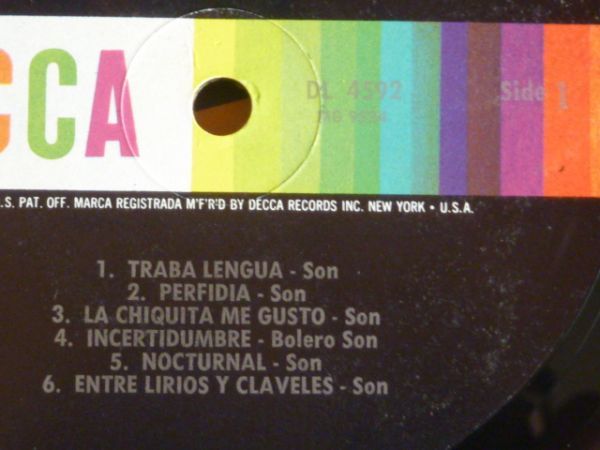 CCA
DL 4592
Side 1
.S. PAT. OFF. MARCA REGISTRADA M'F'R'D BY DECCA RECORDS INC. NEW YORK • U.S.A.
1. TRABA LENGUA - Son
2. PERFIDIA - Son
3. LA CHIQUITA ME GUSTO - Son
4. INCERTIDUMBRE - Bolero Son
5. NOCTURNAL - Son
6. ENTRE LIRIOS Y CLAVELES - Son